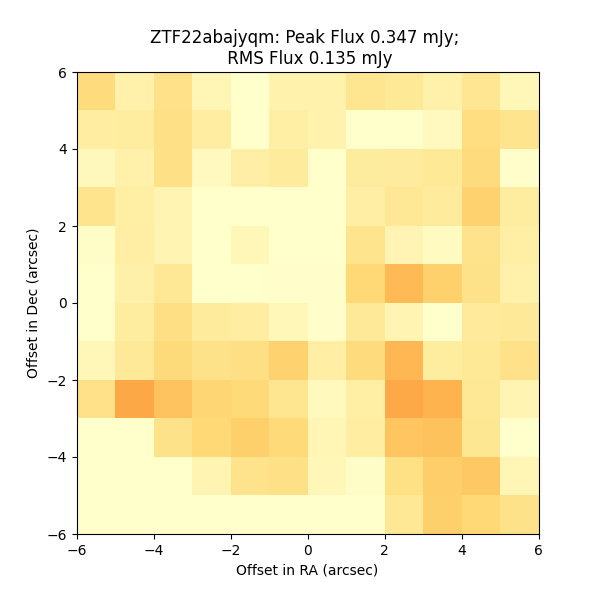 ZTF22abajyqm: Peak Flux 0.347 mJy;
RMS Flux 0.135 mJy
6
4
2
0
−2
−4
−6
Offset in Dec (arcsec)
−6 −4 −2 0 2 4 6
Offset in RA (arcsec)